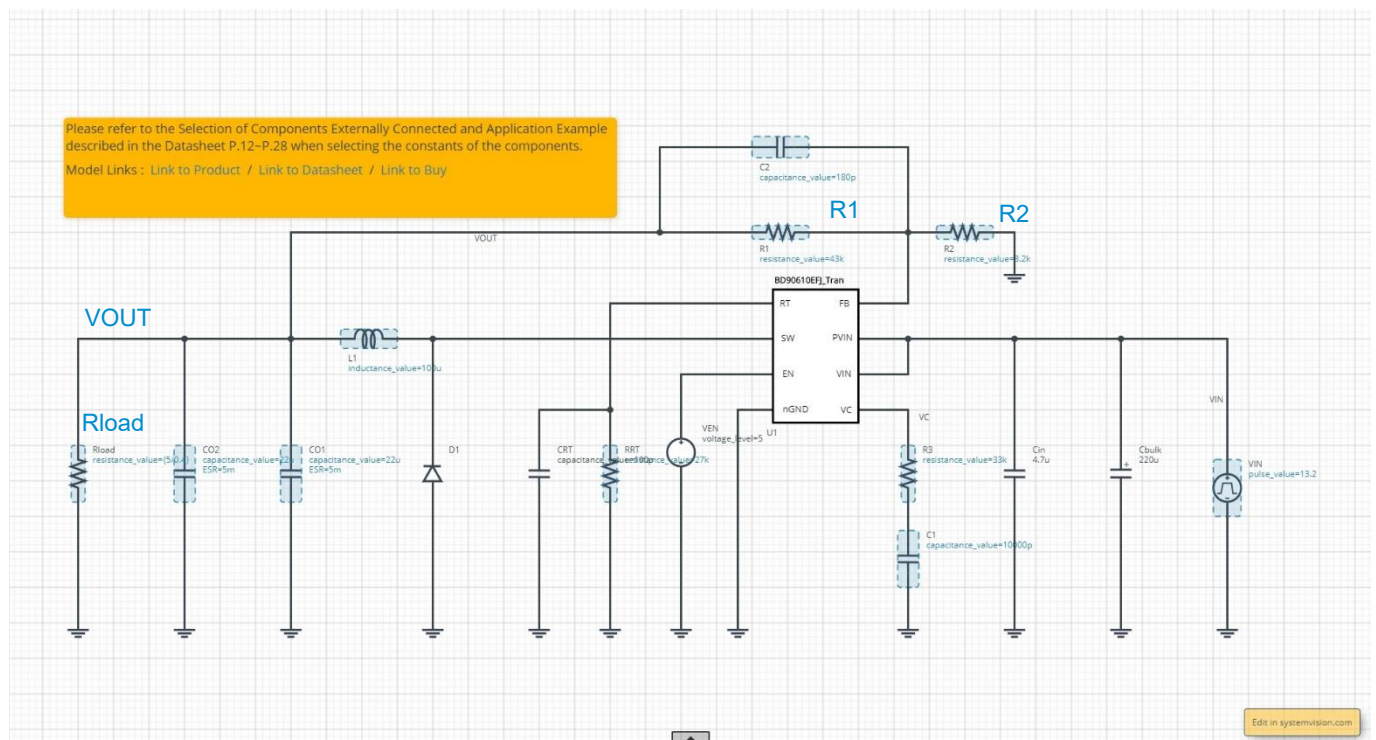 Please refer to the Selection of Components Externally Connected and Application Example
described in the Datasheet P.12~P.28 when selecting the constants of the components.
Model Links : Link to Product / Link to Datasheet / Link to Buy
C2
capacitance_value=180p
R1
R2
VOUT
R1
resistance_value=43k
R2
resistance_value=8.2k
BD90610EFJ_Tran
RT
FB
VOUT
SW
PVIN
L1
inductance_value=100u
EN
VIN
nGND
VC
U1
VC
VIN
VEN
voltage_level=5
Rload
Rload
CO2
capacitance_value=22u
ESR=5m
CO1
capacitance_value=22u
ESR=5m
D1
CRT
RRT
R3
resistance_value=33k
Cin
4.7u
Cbulk
220u
+
VIN
pulse_value=13.2
C1
capacitance_value=10000p
Edit in systemvision.com